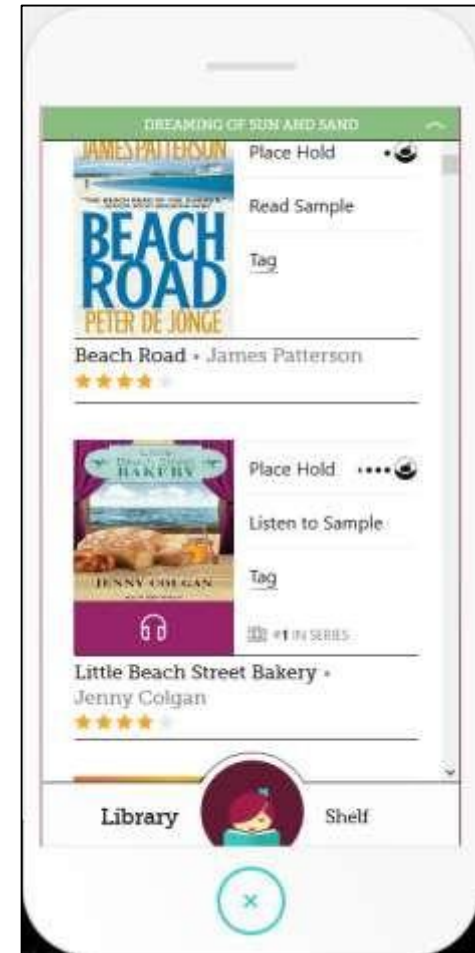 DREAMING OF SUN AND SAND
JAMES PATTERSON
BEACH
ROAD
PETER DE JONGE
Place Hold
Read Sample
Tag
Beach Road • James Patterson
BAKERY
JENNY COLGAN
Place Hold
Listen to Sample
Tag
#1 IN SERIES
Little Beach Street Bakery •
Jenny Colgan
Library
Shelf